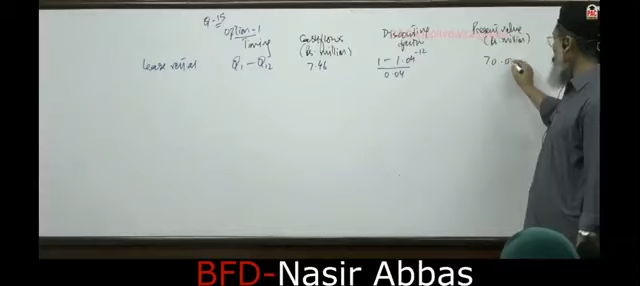 Q.15
Option-1
Timing Cashflows (Rs million) Discounting factor Present value (Rs million)
Lease rental Q1 - Q12 7.46 1 - 1.04^-12 / 0.04 70.0
PAC
BFD-Nasir Abbas